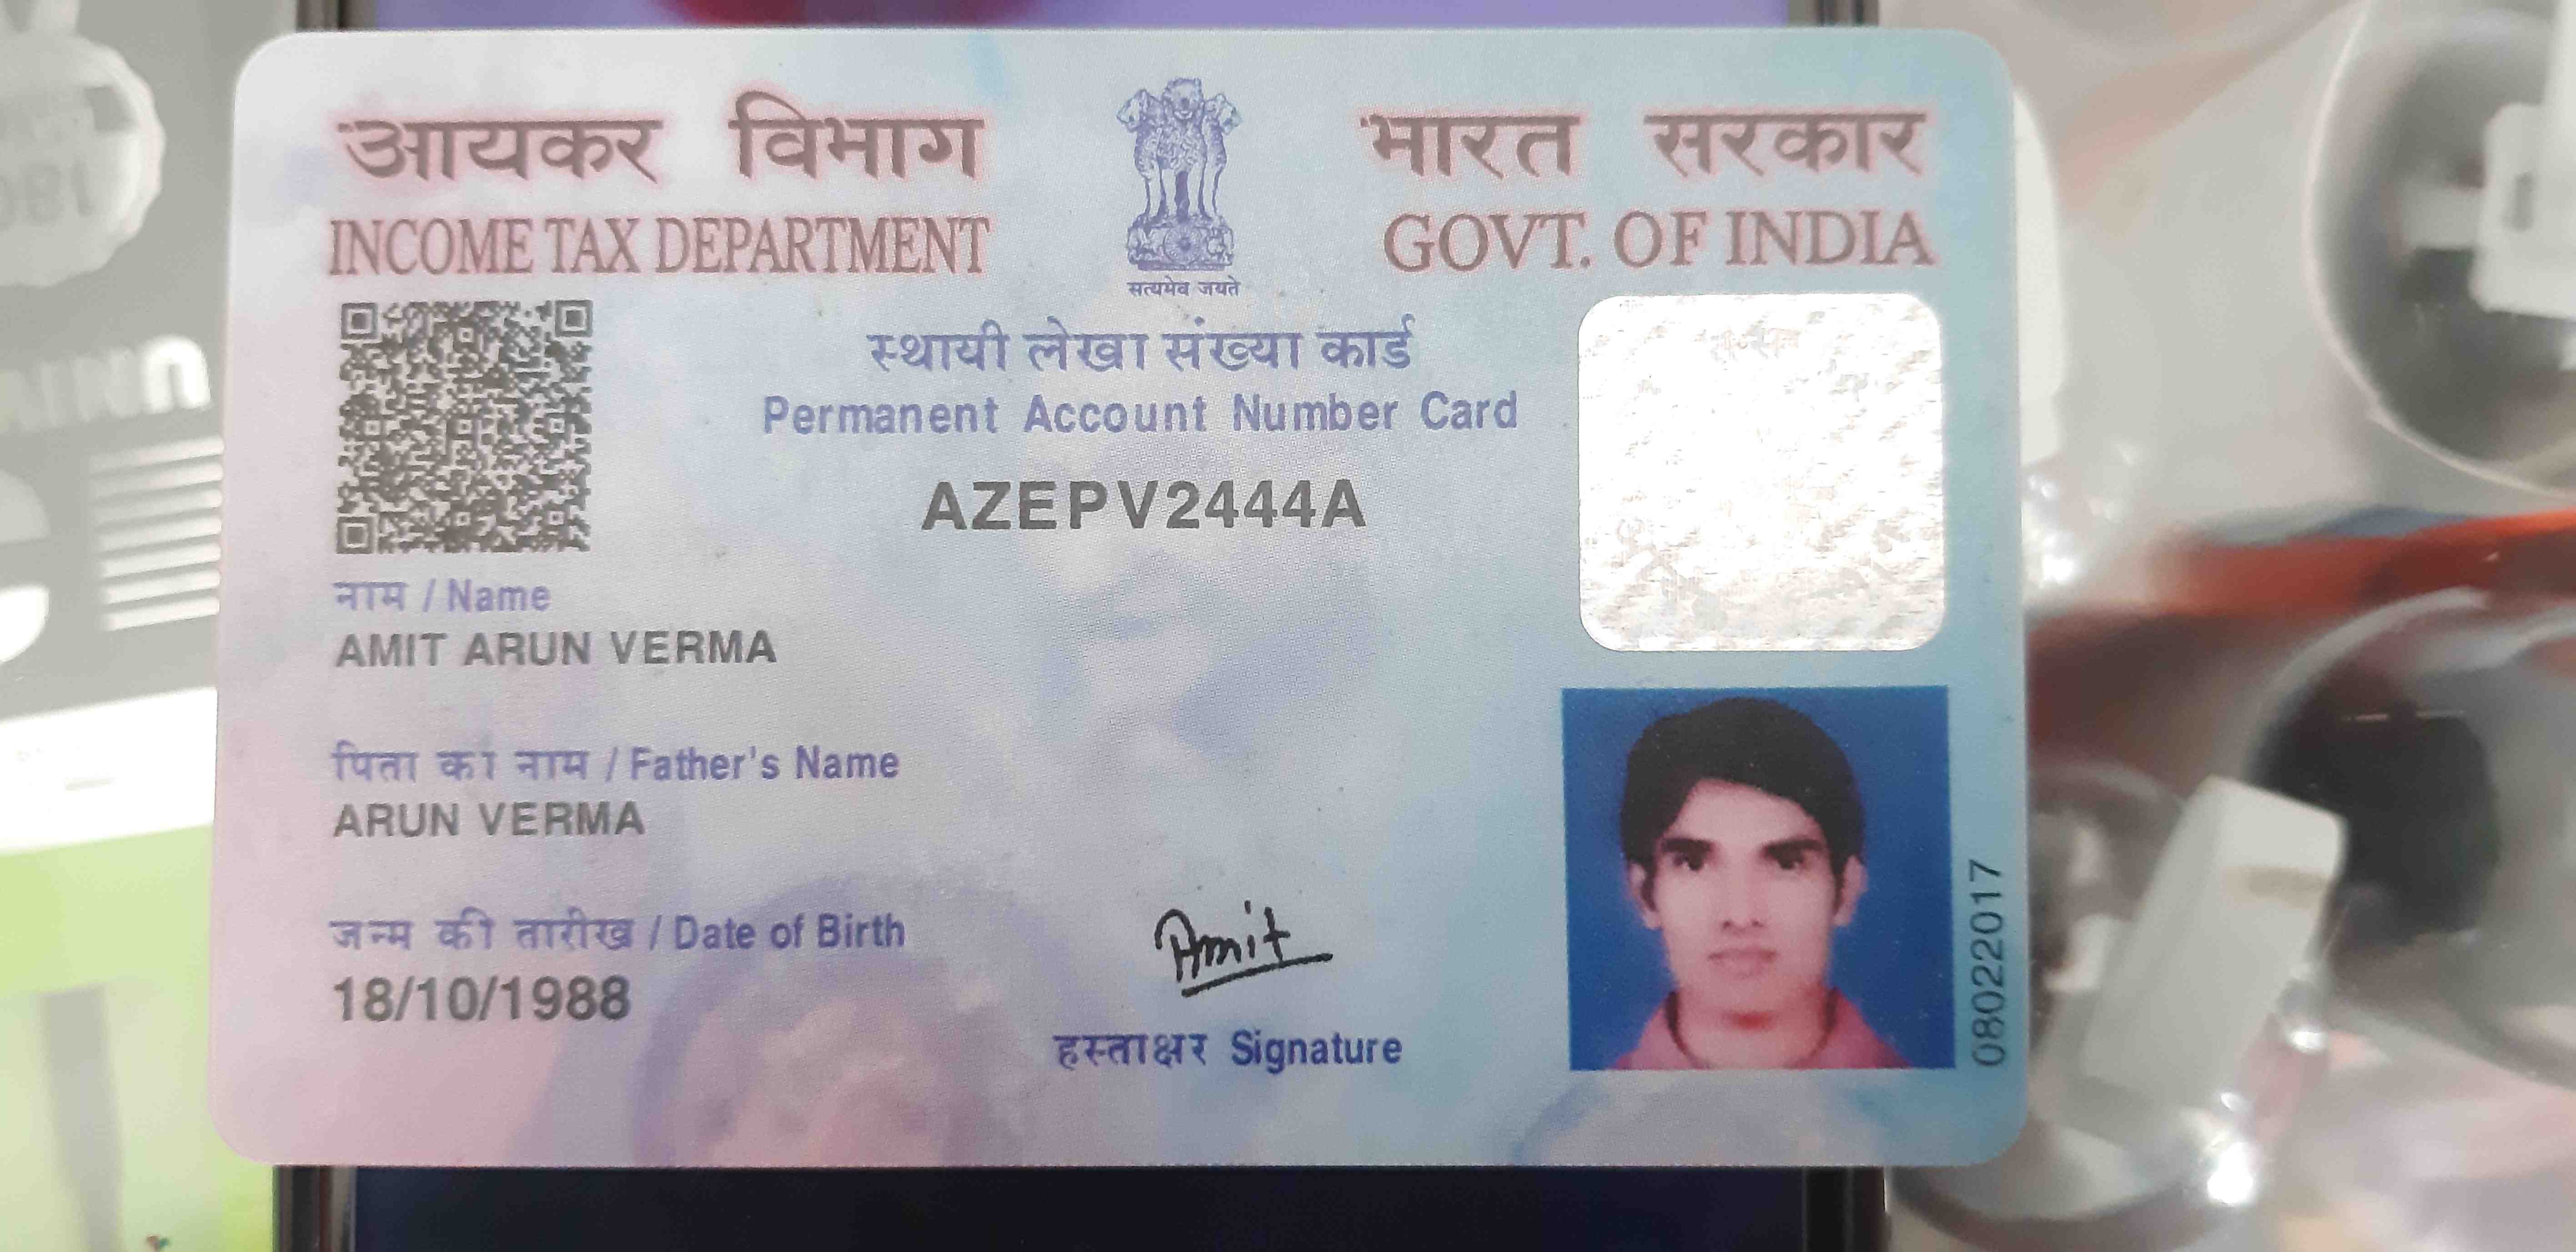 आयकर विभाग
INCOME TAX DEPARTMENT
सत्यमेव जयते
भारत सरकार
GOVT. OF INDIA
स्थायी लेखा संख्या कार्ड
Permanent Account Number Card
AZEPV2444A
नाम / Name
AMIT ARUN VERMA
पिता का नाम / Father's Name
ARUN VERMA
जन्म की तारीख / Date of Birth
18/10/1988
Amit
हस्ताक्षर Signature
08022017